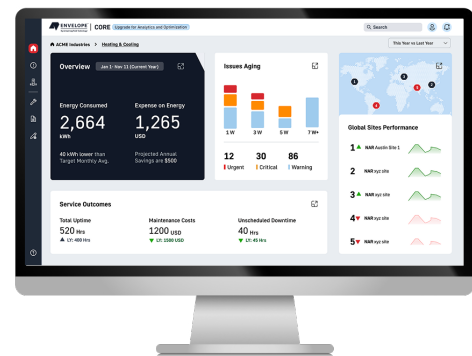 ENVELOPE | CORE Upgrade for Analytics and Optimization
Search
ACME Industries > Heating & Cooling
This Year vs Last Year
Overview
Jan 1- Nov 11 (Current Year)
Energy Consumed
2,664
kWh
40 kWh lower than
Target Monthly Avg.
Expense on Energy
1,265
USD
Projected Annual
Savings are $500
Issues Aging
1 W 3 W 5 W 7 W+
12 30 86
Urgent Critical Warning
Global Sites Performance
1 NAR Austin Site 1
2 NAR xyz site
3 NAR xyz site
4 NAR xyz site
5 NAR xyz site
Service Outcomes
Total Uptime
520 Hrs
LY: 400 Hrs
Maintenance Costs
1200 USD
LY: 1500 USD
Unscheduled Downtime
40 Hrs
LY: 45 Hrs